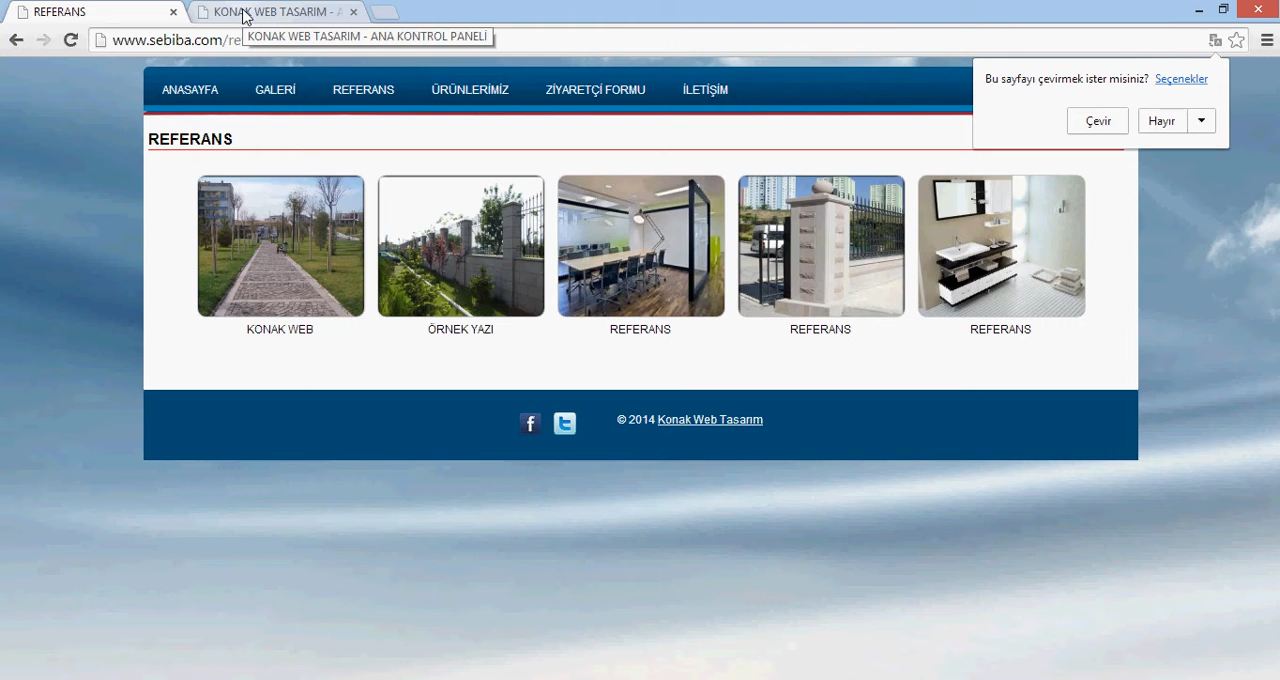 REFERANS
KONAK WEB TASARIM - A
www.sebiba.com/re
KONAK WEB TASARIM - ANA KONTROL PANELİ
Bu sayfayı çevirmek ister misiniz? Seçenekler
Çevir Hayır
ANASAYFA GALERİ REFERANS ÜRÜNLERİMİZ ZİYARETÇİ FORMU İLETİŞİM
REFERANS
KONAK WEB ÖRNEK YAZI REFERANS REFERANS REFERANS
© 2014 Konak Web Tasarım